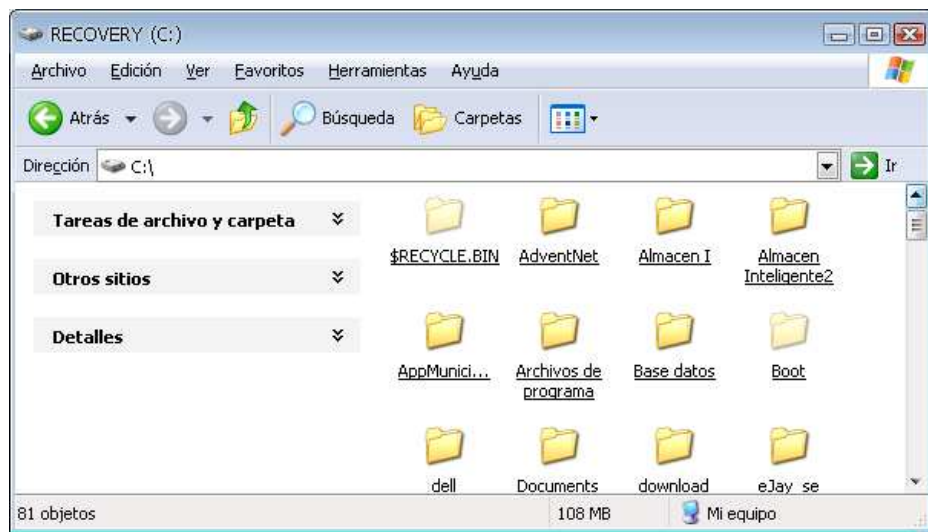 RECOVERY (C:)
Archivo Edición Ver Favoritos Herramientas Ayuda
Atrás Búsqueda Carpetas
Dirección C:\ Ir
Tareas de archivo y carpeta
Otros sitios
Detalles
$RECYCLE.BIN AdventNet Almacen I Almacen Inteligente2
AppMunici... Archivos de programa Base datos Boot
dell Documents download eJay se
81 objetos 108 MB Mi equipo